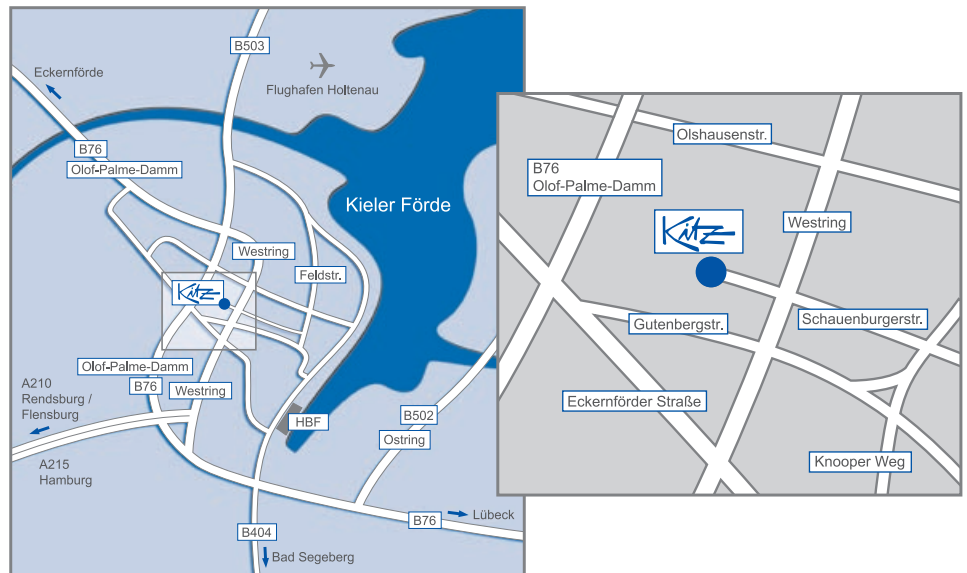 B503
Eckernförde
Flughafen Holtenau
B76
Olof-Palme-Damm
Kieler Förde
Westring
Feldstr.
Kitz
Olof-Palme-Damm
B76
Westring
A210
Rendsburg /
Flensburg
HBF
B502
Ostring
A215
Hamburg
B76
Lübeck
B404
Bad Segeberg
Olshausenstr.
B76
Olof-Palme-Damm
Kitz
Westring
Gutenbergstr.
Schauenburgerstr.
Eckernförder Straße
Knooper Weg